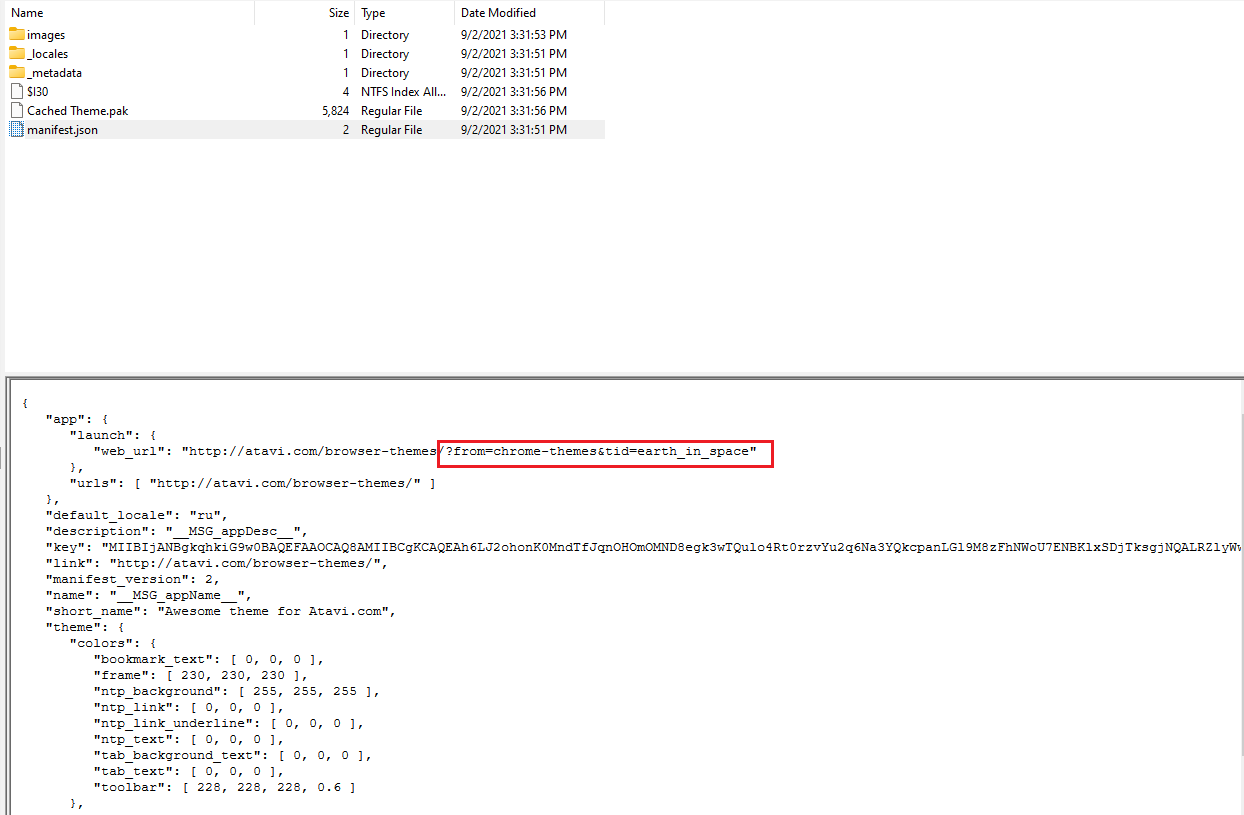 Name Size Type Date Modified
images 1 Directory 9/2/2021 3:31:53 PM
_locales 1 Directory 9/2/2021 3:31:51 PM
_metadata 1 Directory 9/2/2021 3:31:51 PM
$I30 4 NTFS Index All... 9/2/2021 3:31:56 PM
Cached Theme.pak 5,824 Regular File 9/2/2021 3:31:56 PM
manifest.json 2 Regular File 9/2/2021 3:31:51 PM
{
"app": {
"launch": {
"web_url": "http://atavi.com/browser-themes/?from=chrome-themes&tid=earth_in_space"
},
"urls": [ "http://atavi.com/browser-themes/" ]
},
"default_locale": "ru",
"description": "__MSG_appDesc__",
"key": "MIIBIjANBgkqhkiG9w0BAQEFAAOCAQ8AMIIBCgKCAQEAh6LJ2ohonK0MndTfJqnOHOmOMND8egk3wTQulo4Rt0rzvYu2q6Na3YQkcpanLGl9M8zFhNWoU7ENBKlxSDjTksgjNQALRZlyWw
"link": "http://atavi.com/browser-themes/",
"manifest_version": 2,
"name": "__MSG_appName__",
"short_name": "Awesome theme for Atavi.com",
"theme": {
"colors": {
"bookmark_text": [ 0, 0, 0 ],
"frame": [ 230, 230, 230 ],
"ntp_background": [ 255, 255, 255 ],
"ntp_link": [ 0, 0, 0 ],
"ntp_link_underline": [ 0, 0, 0 ],
"ntp_text": [ 0, 0, 0 ],
"tab_background_text": [ 0, 0, 0 ],
"tab_text": [ 0, 0, 0 ],
"toolbar": [ 228, 228, 228, 0.6 ]
},